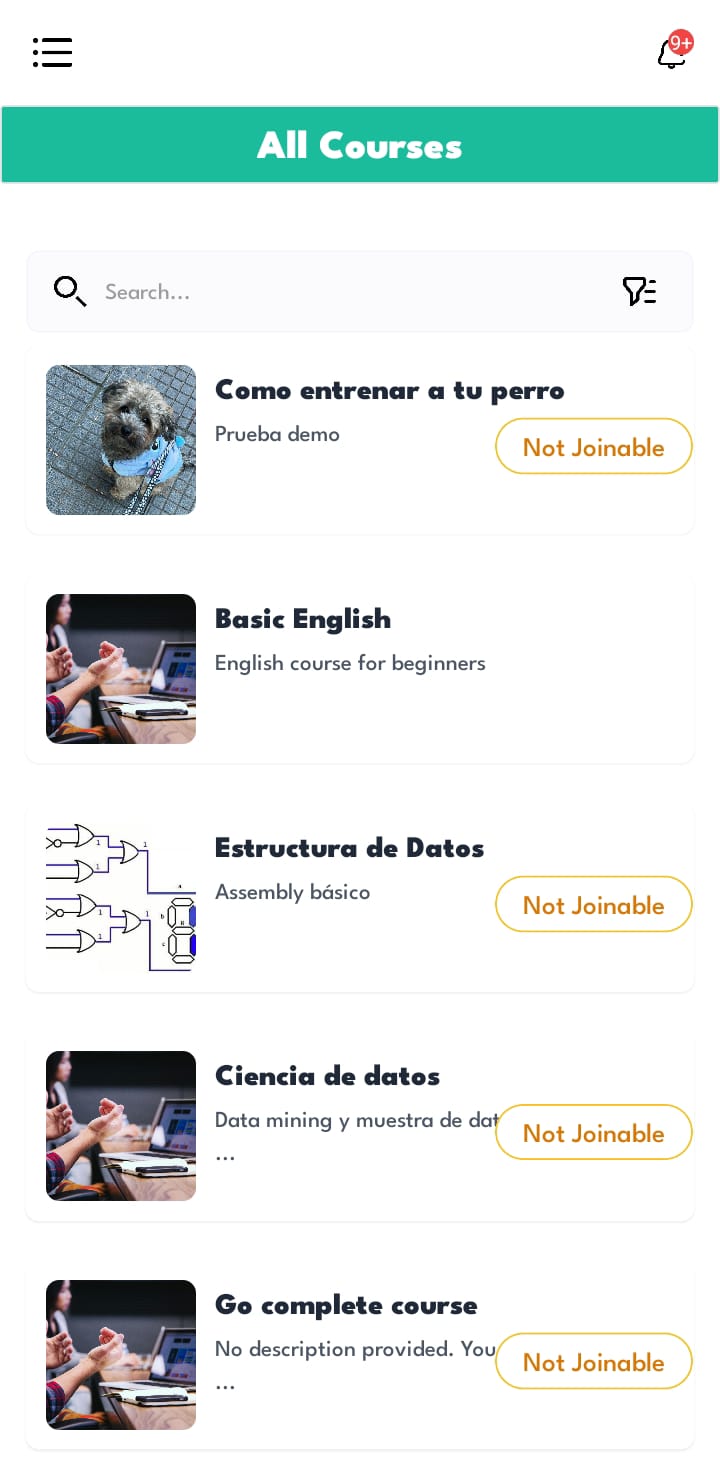 9+
All Courses
Search...
Como entrenar a tu perro
Prueba demo
Not Joinable
Basic English
English course for beginners
Estructura de Datos
Assembly básico
Not Joinable
Ciencia de datos
Data mining y muestra de dat
...
Not Joinable
Go complete course
No description provided. You
...
Not Joinable